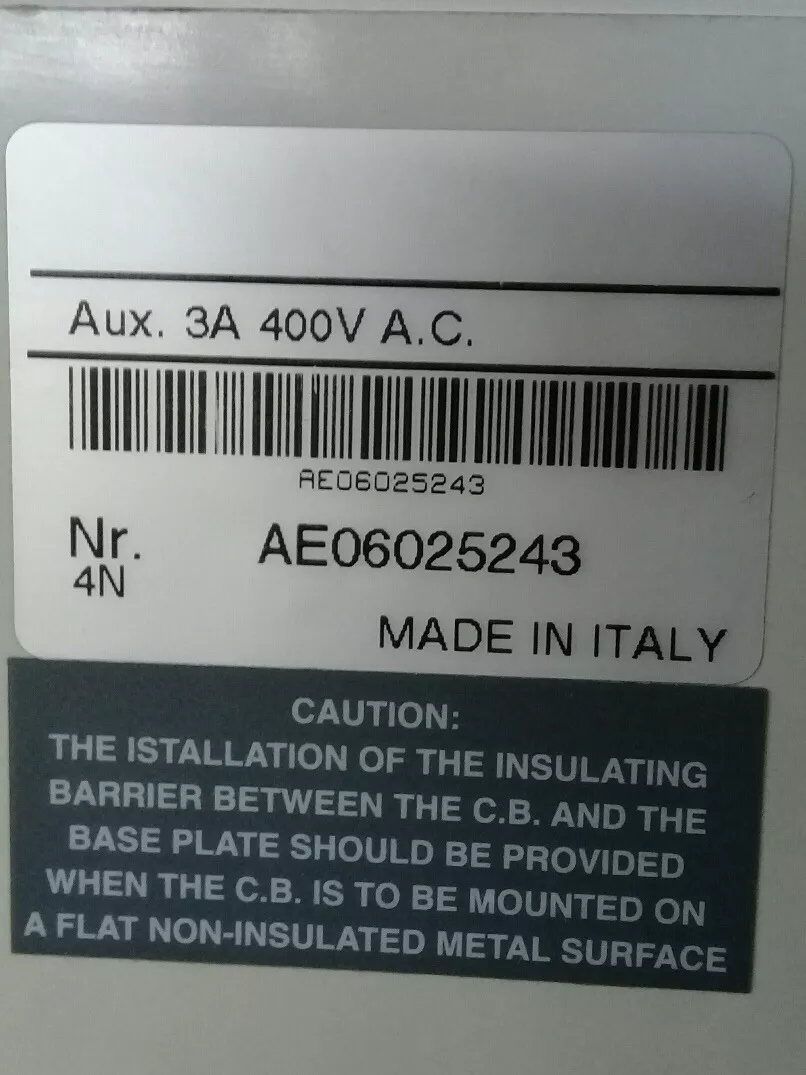 Aux. 3A 400V A.C.
AE06025243
Nr. AE06025243
4N
MADE IN ITALY
CAUTION:
THE ISTALLATION OF THE INSULATING
BARRIER BETWEEN THE C.B. AND THE
BASE PLATE SHOULD BE PROVIDED
WHEN THE C.B. IS TO BE MOUNTED ON
A FLAT NON-INSULATED METAL SURFACE